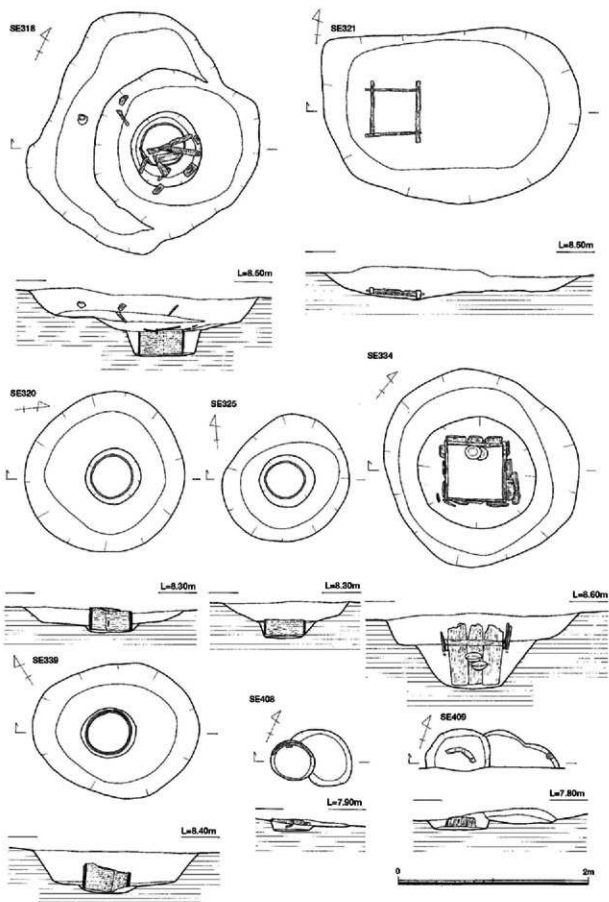 SE318
SE321
L=8.50m
L=8.50m
SE320
SE325
SE334
L=8.30m
L=8.30m
L=8.60m
SE339
SE408
SE409
L=7.90m
L=7.80m
L=8.40m
0 2m